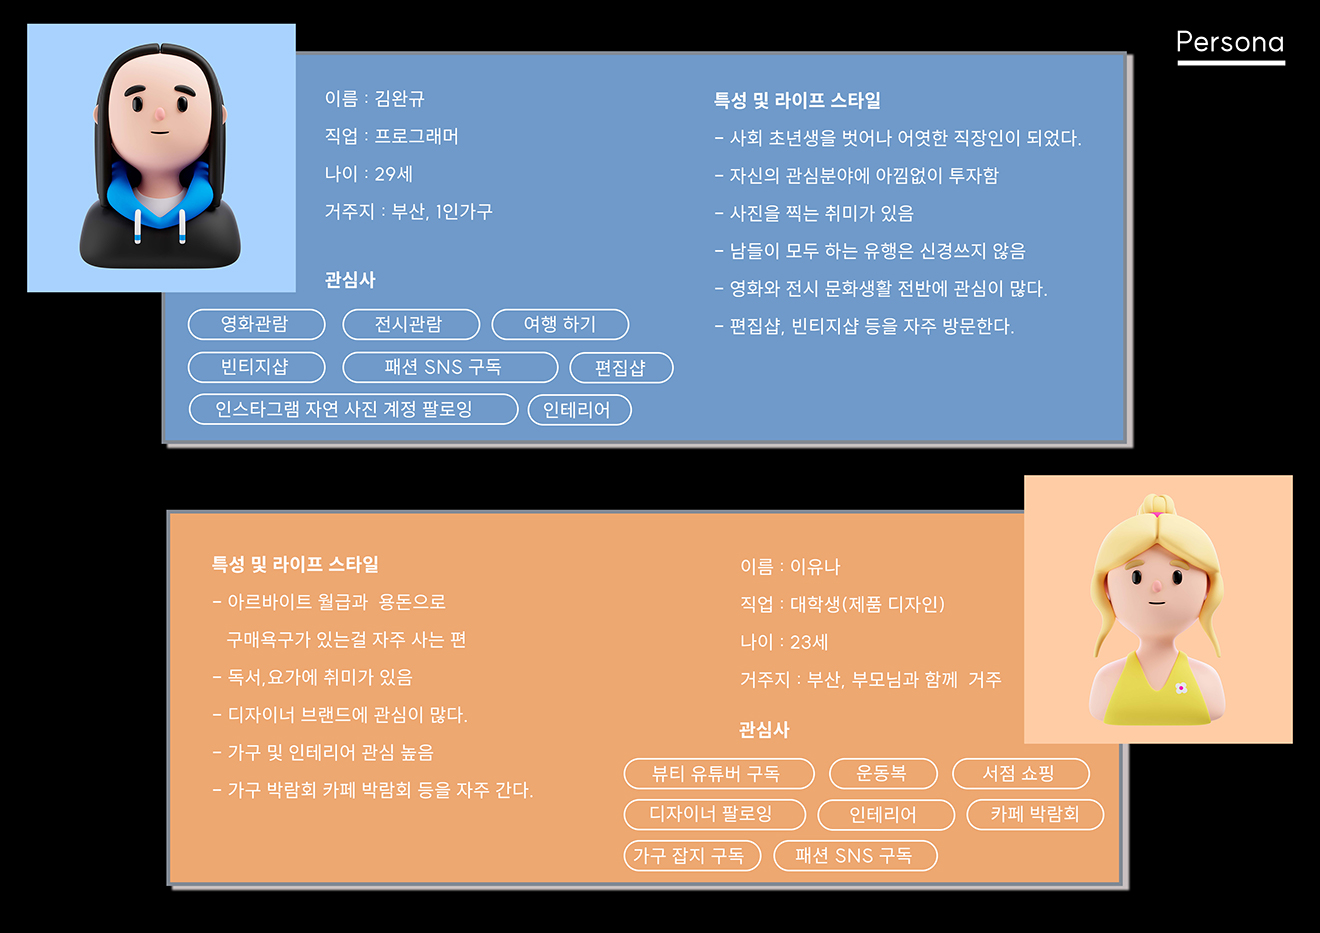 Persona
이름 : 김완규
직업 : 프로그래머
나이 : 29세
거주지 : 부산, 1인가구
관심사
영화관람
전시관람
여행 하기
빈티지샵
패션 SNS 구독
편집샵
인스타그램 자연 사진 계정 팔로잉
인테리어
특성 및 라이프 스타일
- 사회 초년생을 벗어나 어엿한 직장인이 되었다.
- 자신의 관심분야에 아낌없이 투자함
- 사진을 찍는 취미가 있음
- 남들이 모두 하는 유행은 신경쓰지 않음
- 영화와 전시 문화생활 전반에 관심이 많다.
- 편집샵, 빈티지샵 등을 자주 방문한다.
특성 및 라이프 스타일
- 아르바이트 월급과 용돈으로
구매욕구가 있는걸 자주 사는 편
- 독서,요가에 취미가 있음
- 디자이너 브랜드에 관심이 많다.
- 가구 및 인테리어 관심 높음
- 가구 박람회 카페 박람회 등을 자주 간다.
이름 : 이유나
직업 : 대학생(제품 디자인)
나이 : 23세
거주지 : 부산, 부모님과 함께 거주
관심사
뷰티 유튜버 구독
운동복
서점 쇼핑
디자이너 팔로잉
인테리어
카페 박람회
가구 잡지 구독
패션 SNS 구독